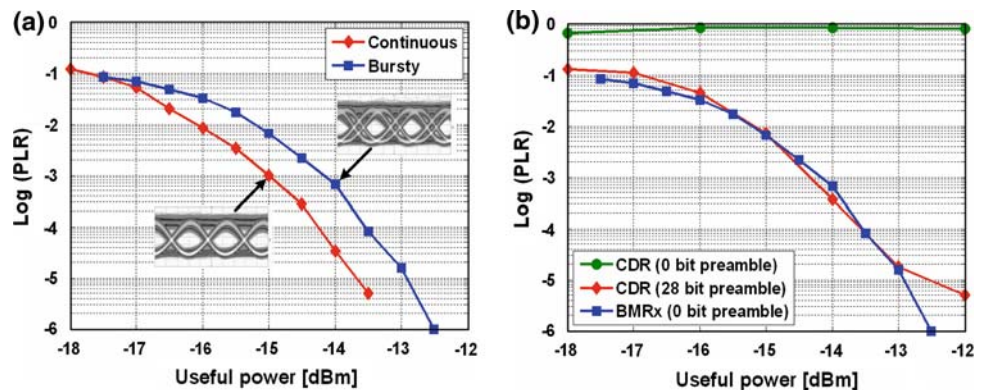 (a)
Log (PLR)
0
-1
-2
-3
-4
-5
-6
Continuous
Bursty
-18 -17 -16 -15 -14 -13 -12
Useful power [dBm]
(b)
Log (PLR)
0
-1
-2
-3
-4
-5
-6
CDR (0 bit preamble)
CDR (28 bit preamble)
BMRx (0 bit preamble)
-18 -17 -16 -15 -14 -13 -12
Useful power [dBm]